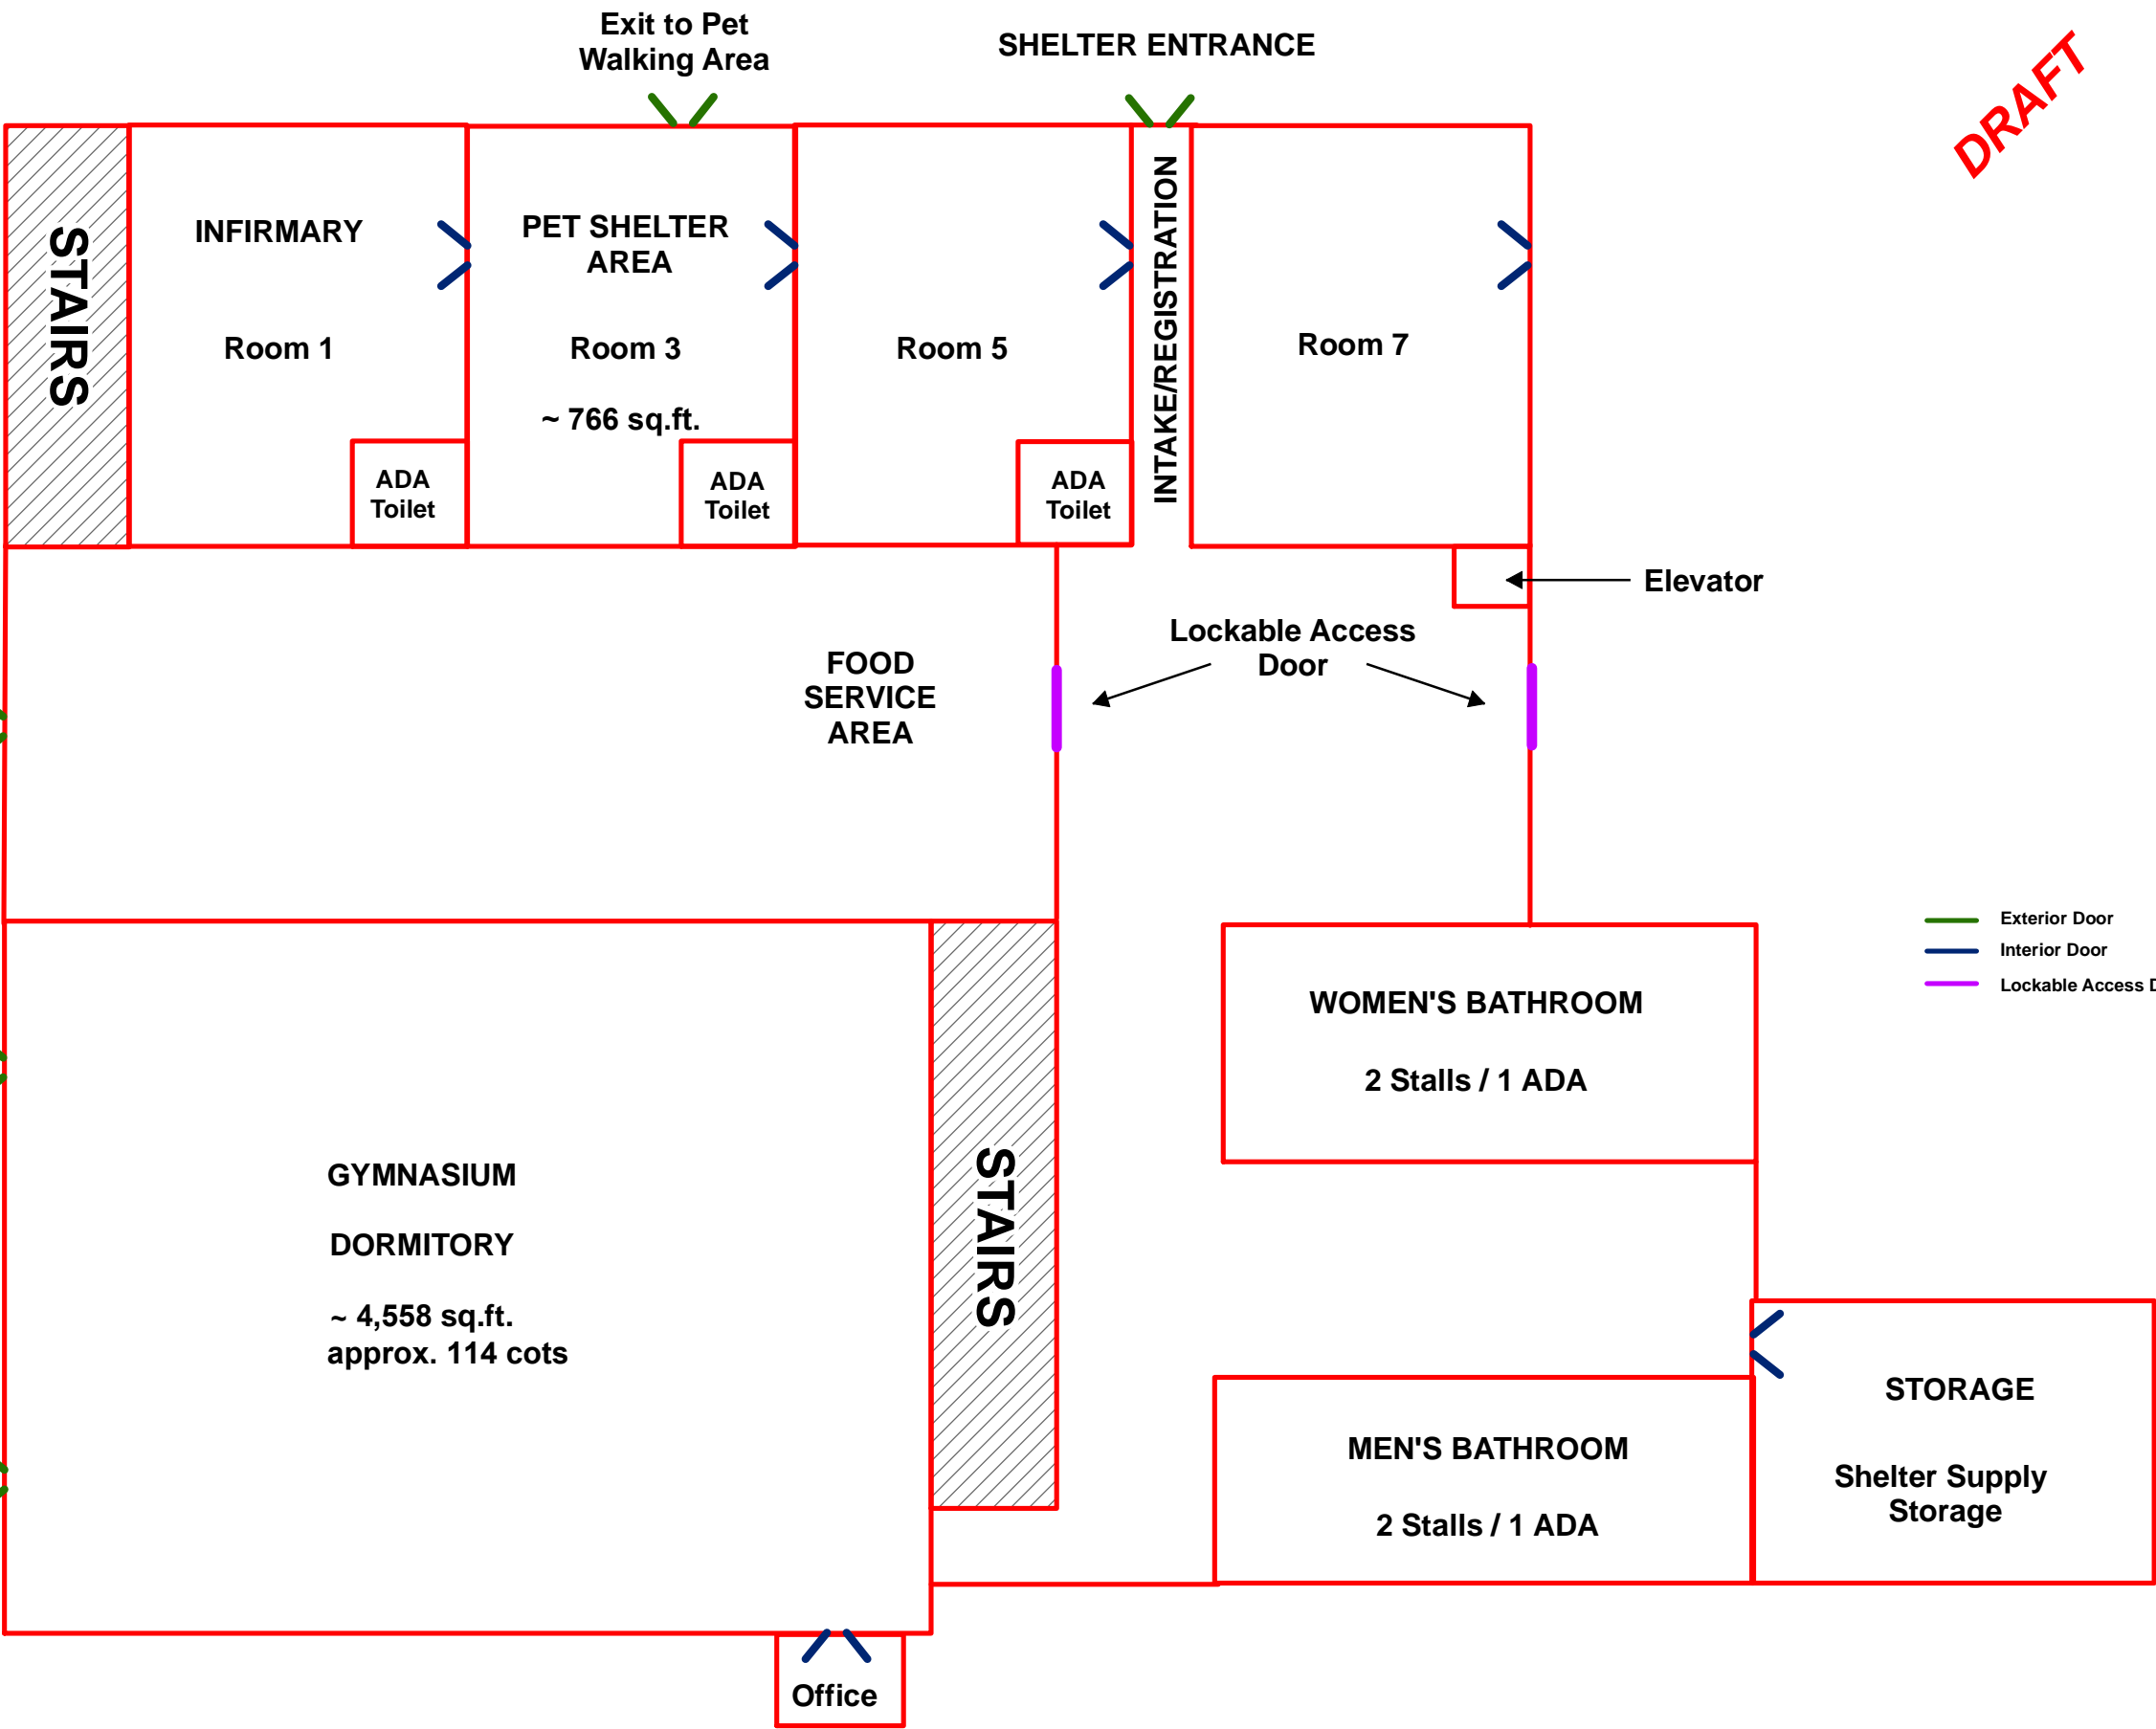 Exit to Pet
Walking Area
SHELTER ENTRANCE
DRAFT
STAIRS
INFIRMARY
Room 1
ADA
Toilet
PET SHELTER
AREA
Room 3
~ 766 sq.ft.
ADA
Toilet
Room 5
ADA
Toilet
INTAKE/REGISTRATION
Room 7
Elevator
Lockable Access
Door
FOOD
SERVICE
AREA
Exterior Door
Interior Door
Lockable Access D
WOMEN'S BATHROOM
2 Stalls / 1 ADA
GYMNASIUM
DORMITORY
~ 4,558 sq.ft.
approx. 114 cots
STAIRS
MEN'S BATHROOM
2 Stalls / 1 ADA
STORAGE
Shelter Supply
Storage
Office